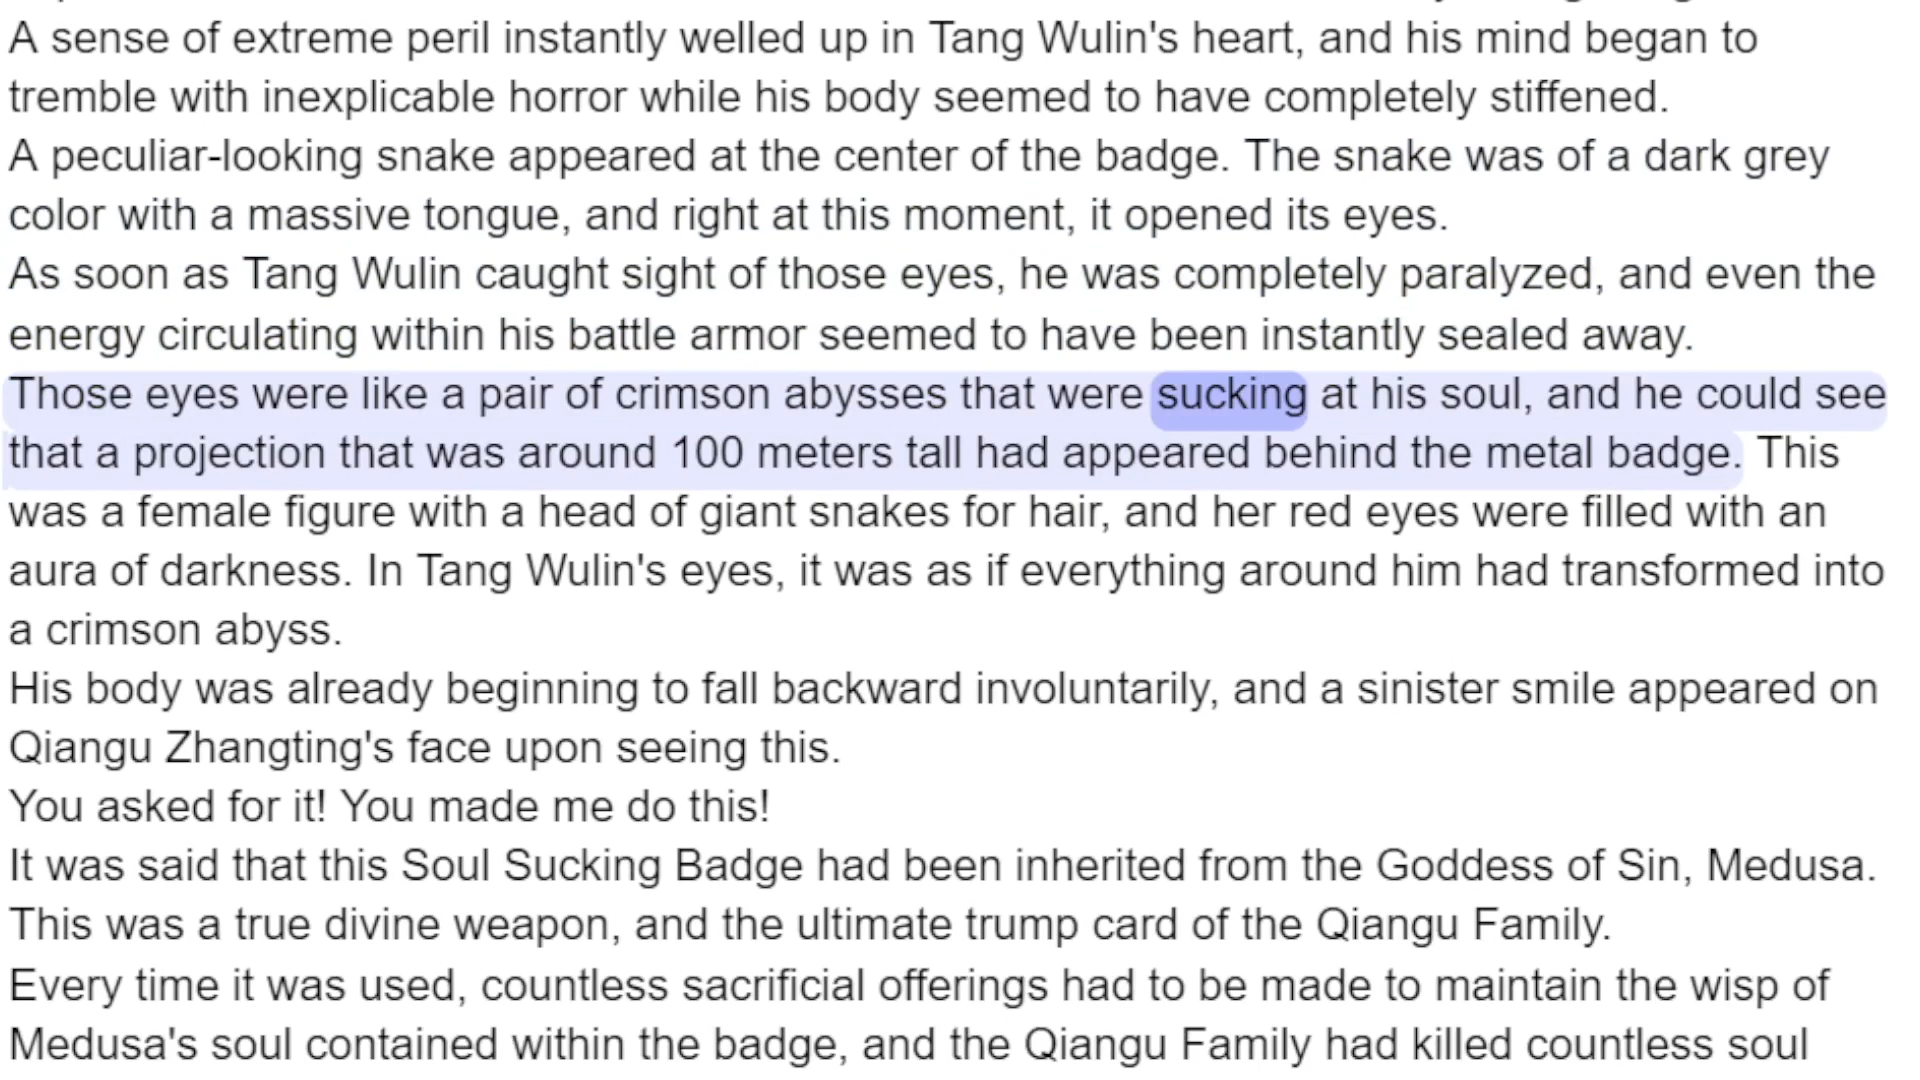 A sense of extreme peril instantly welled up in Tang Wulin's heart, and his mind began to
tremble with inexplicable horror while his body seemed to have completely stiffened.
A peculiar-looking snake appeared at the center of the badge. The snake was of a dark grey
color with a massive tongue, and right at this moment, it opened its eyes.
As soon as Tang Wulin caught sight of those eyes, he was completely paralyzed, and even the
energy circulating within his battle armor seemed to have been instantly sealed away.
Those eyes were like a pair of crimson abysses that were sucking at his soul, and he could see
that a projection that was around 100 meters tall had appeared behind the metal badge. This
was a female figure with a head of giant snakes for hair, and her red eyes were filled with an
aura of darkness. In Tang Wulin's eyes, it was as if everything around him had transformed into
a crimson abyss.
His body was already beginning to fall backward involuntarily, and a sinister smile appeared on
Qiangu Zhangting's face upon seeing this.
You asked for it! You made me do this!
It was said that this Soul Sucking Badge had been inherited from the Goddess of Sin, Medusa.
This was a true divine weapon, and the ultimate trump card of the Qiangu Family.
Every time it was used, countless sacrificial offerings had to be made to maintain the wisp of
Medusa's soul contained within the badge, and the Qiangu Family had killed countless soul